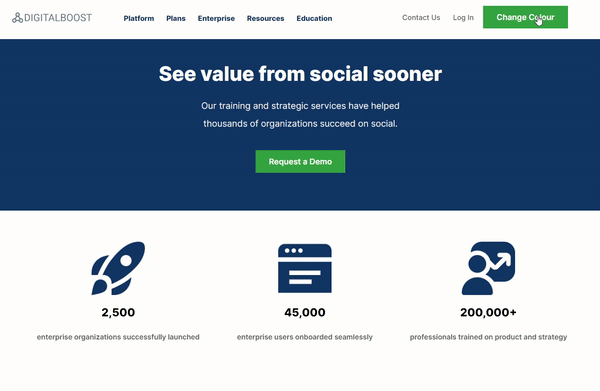 DIGITALBOOST
Platform Plans Enterprise Resources Education
Contact Us Log In Change Colour
See value from social sooner
Our training and strategic services have helped
thousands of organizations succeed on social.
Request a Demo
2,500
enterprise organizations successfully launched
45,000
enterprise users onboarded seamlessly
200,000+
professionals trained on product and strategy